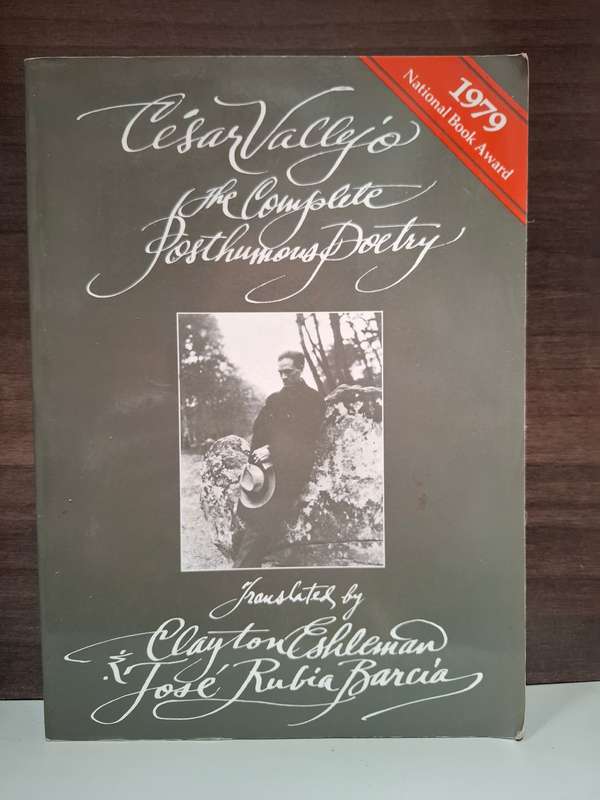 1979
National Book Award
César Vallejo
The Complete
Posthumous Poetry
Translated by
Clayton Eshleman
&
José Rubia Barcia